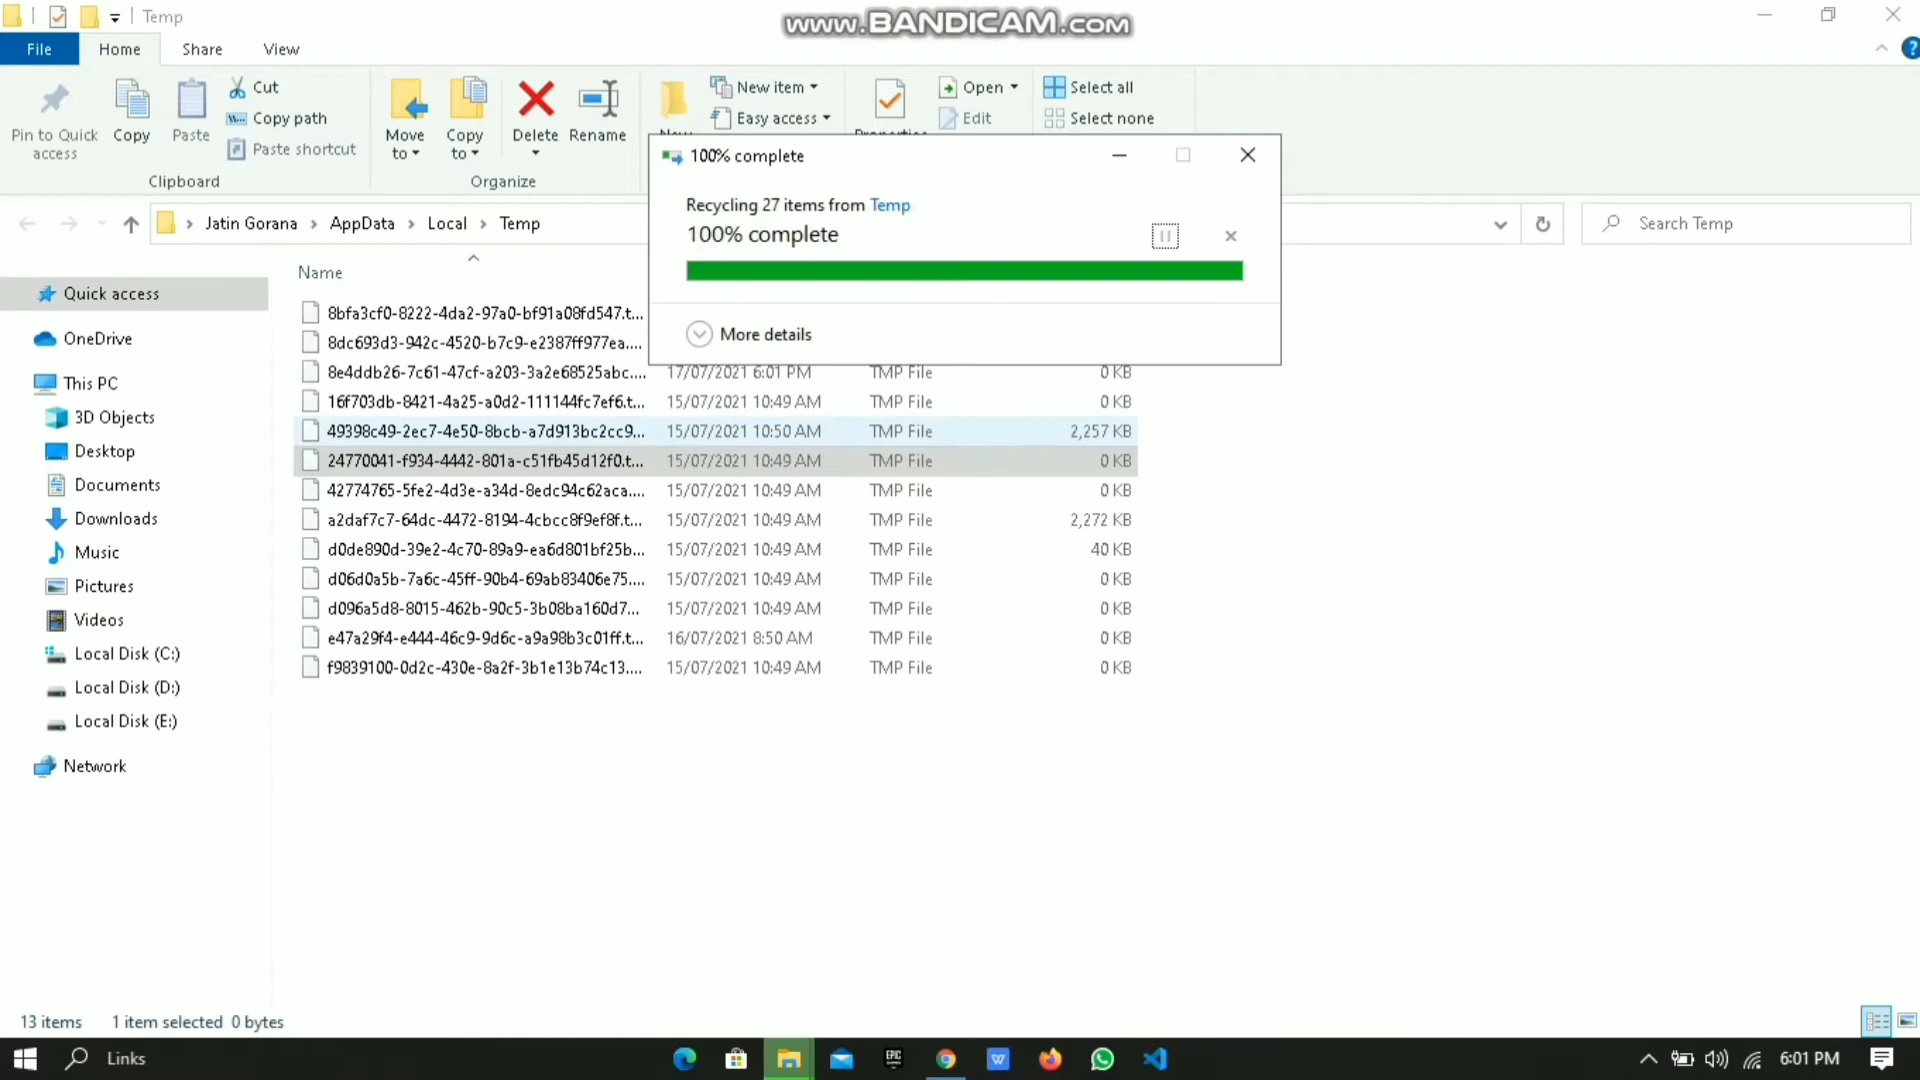 Temp
www.BANDICAM.com
File
Home
Share
View
Pin to Quick access
Copy
Paste
Cut
Copy path
Paste shortcut
Clipboard
Move to
Copy to
Delete
Rename
Organize
New item
Easy access
Open
Edit
Select all
Select none
100% complete
Recycling 27 items from Temp
100% complete
More details
Jatin Gorana > AppData > Local > Temp
Search Temp
Name
Quick access
OneDrive
This PC
3D Objects
Desktop
Documents
Downloads
Music
Pictures
Videos
Local Disk (C:)
Local Disk (D:)
Local Disk (E:)
Network
8bfa3cf0-8222-4da2-97a0-bf91a08fd547.t...
8dc693d3-942c-4520-b7c9-e2387ff977ea....
8e4ddb26-7c61-47cf-a203-3a2e68525abc.... 17/07/2021 6:01 PM TMP File 0 KB
16f703db-8421-4a25-a0d2-111144fc7ef6.t... 15/07/2021 10:49 AM TMP File 0 KB
49398c49-2ec7-4e50-8bcb-a7d913bc2cc9... 15/07/2021 10:50 AM TMP File 2,257 KB
24770041-f934-4442-801a-c51fb45d12f0.t... 15/07/2021 10:49 AM TMP File 0 KB
42774765-5fe2-4d3e-a34d-8edc94c62aca.... 15/07/2021 10:49 AM TMP File 0 KB
a2daf7c7-64dc-4472-8194-4cbcc8f9ef8f.t... 15/07/2021 10:49 AM TMP File 2,272 KB
d0de890d-39e2-4c70-89a9-ea6d801bf25b... 15/07/2021 10:49 AM TMP File 40 KB
d06d0a5b-7a6c-45ff-90b4-69ab83406e75.... 15/07/2021 10:49 AM TMP File 0 KB
d096a5d8-8015-462b-90c5-3b08ba160d7... 15/07/2021 10:49 AM TMP File 0 KB
e47a29f4-e444-46c9-9d6c-a9a98b3c01ff.t... 16/07/2021 8:50 AM TMP File 0 KB
f9839100-0d2c-430e-8a2f-3b1e13b74c13.... 15/07/2021 10:49 AM TMP File 0 KB
13 items 1 item selected 0 bytes
Links
EPIC
6:01 PM